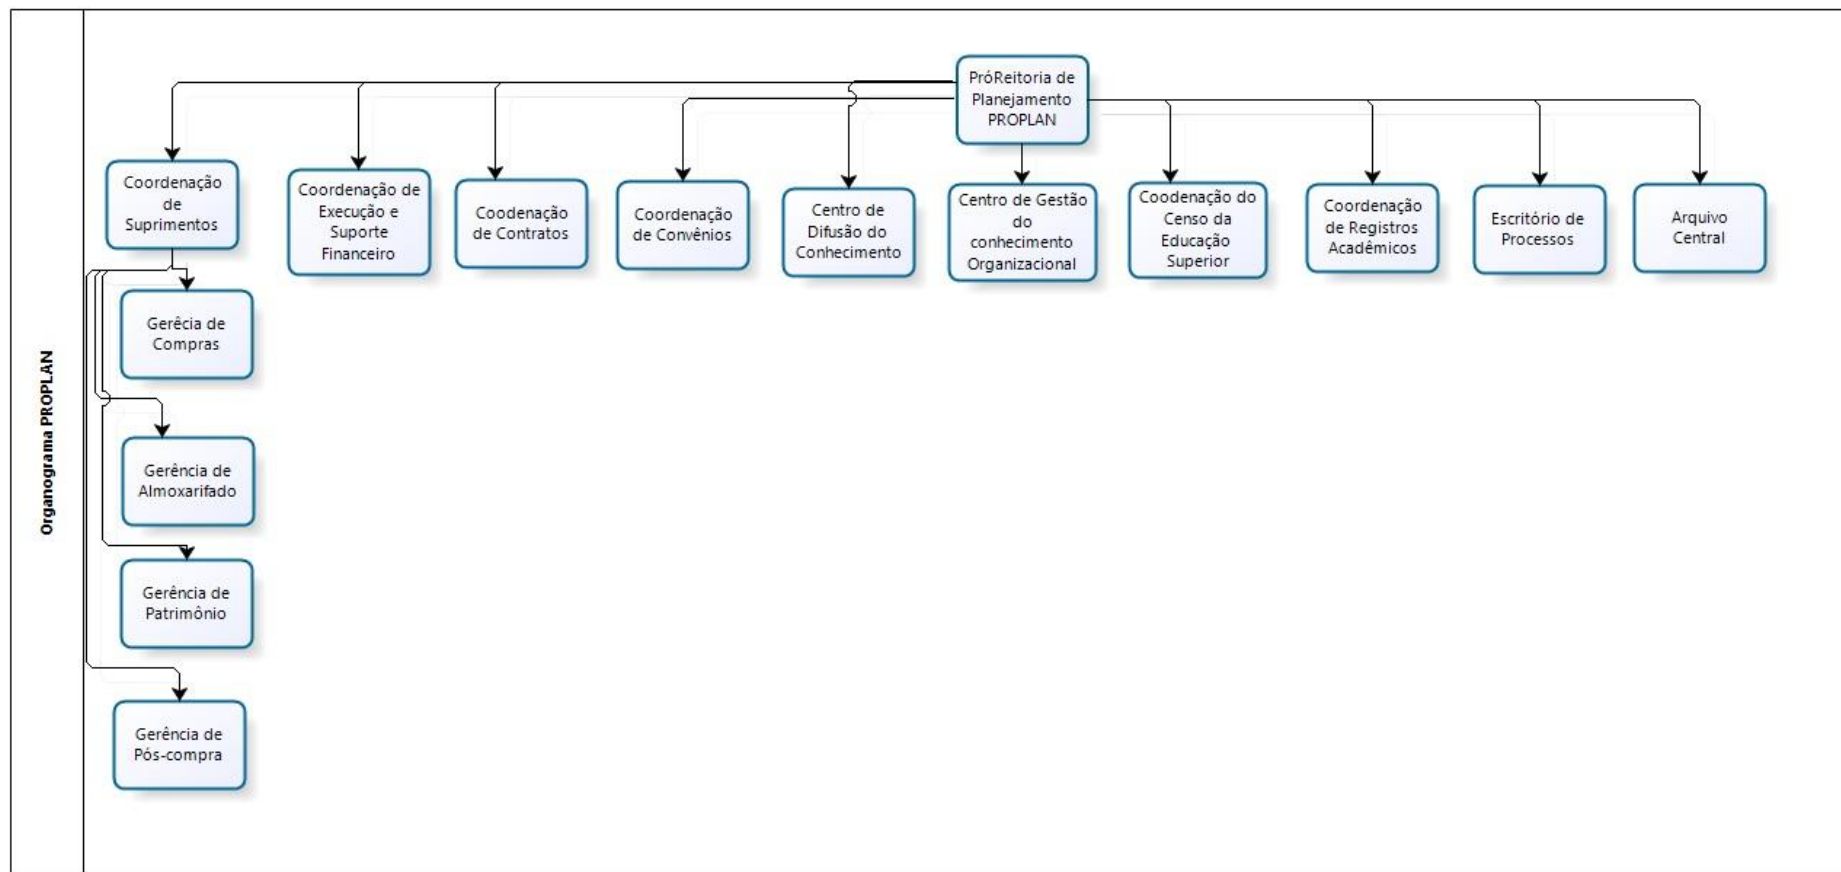 Organograma PROPLAN
PróReitoria de
Planejamento
PROPLAN
Coordenação
de
Suprimentos
Coordenação de
Execução e
Suporte
Financeiro
Coodenação
de Contratos
Coordenação
de Convênios
Centro de
Difusão do
Conhecimento
Centro de Gestão
do
conhecimento
Organizacional
Coodenação do
Censo da
Educação
Superior
Coordenação
de Registros
Acadêmicos
Escritório de
Processos
Arquivo
Central
Gerêcia de
Compras
Gerência de
Almoxarifado
Gerência de
Patrimônio
Gerência de
Pós-compra